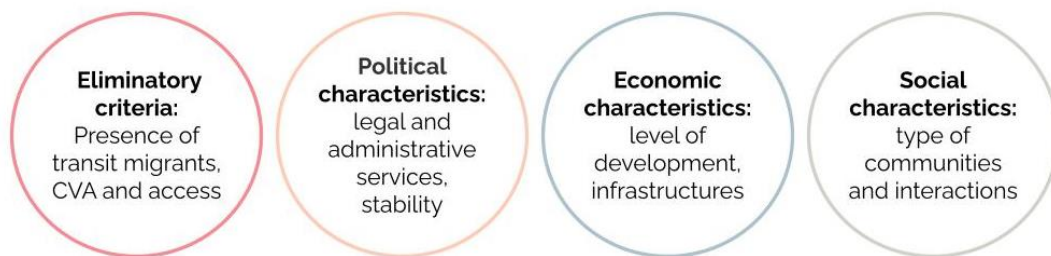 Eliminatory
criteria:
Presence of
transit migrants,
CVA and access
Political
characteristics:
legal and
administrative
services,
stability
Economic
characteristics:
level of
development,
infrastructures
Social
characteristics:
type of
communities
and interactions